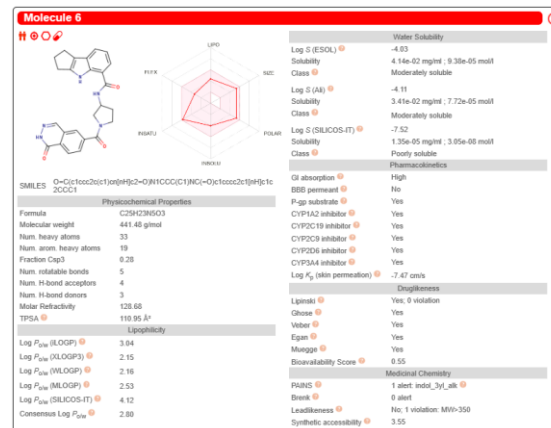 Molecule 6
LIPO
FLEX
SIZE
INSATU
POLAR
INSOLU
SMILES O=C(c1ccc2c(c1)cn[nH]c2=O)N1CCC(C1)NC(=O)c1cccc2c1[nH]c1c
2CCC1
Physicochemical Properties
Formula C25H23N5O3
Molecular weight 441.48 g/mol
Num. heavy atoms 33
Num. arom. heavy atoms 19
Fraction Csp3 0.28
Num. rotatable bonds 5
Num. H-bond acceptors 4
Num. H-bond donors 3
Molar Refractivity 128.68
TPSA 110.95 Å²
Lipophilicity
Log Po/w (iLOGP) 3.04
Log Po/w (XLOGP3) 2.15
Log Po/w (WLOGP) 2.16
Log Po/w (MLOGP) 2.53
Log Po/w (SILICOS-IT) 4.12
Consensus Log Po/w 2.80
Water Solubility
Log S (ESOL) -4.03
Solubility 4.14e-02 mg/ml ; 9.38e-05 mol/l
Class Moderately soluble
Log S (Ali) -4.11
Solubility 3.41e-02 mg/ml ; 7.72e-05 mol/l
Class Moderately soluble
Log S (SILICOS-IT) -7.52
Solubility 1.35e-05 mg/ml ; 3.05e-08 mol/l
Class Poorly soluble
Pharmacokinetics
GI absorption High
BBB permeant No
P-gp substrate Yes
CYP1A2 inhibitor Yes
CYP2C19 inhibitor Yes
CYP2C9 inhibitor Yes
CYP2D6 inhibitor Yes
CYP3A4 inhibitor Yes
Log Kp (skin permeation) -7.47 cm/s
Druglikeness
Lipinski Yes; 0 violation
Ghose Yes
Veber Yes
Egan Yes
Muegge Yes
Bioavailability Score 0.55
Medicinal Chemistry
PAINS 1 alert: indol_3yl_alk
Brenk 0 alert
Leadlikeness No; 1 violation: MW>350
Synthetic accessibility 3.55